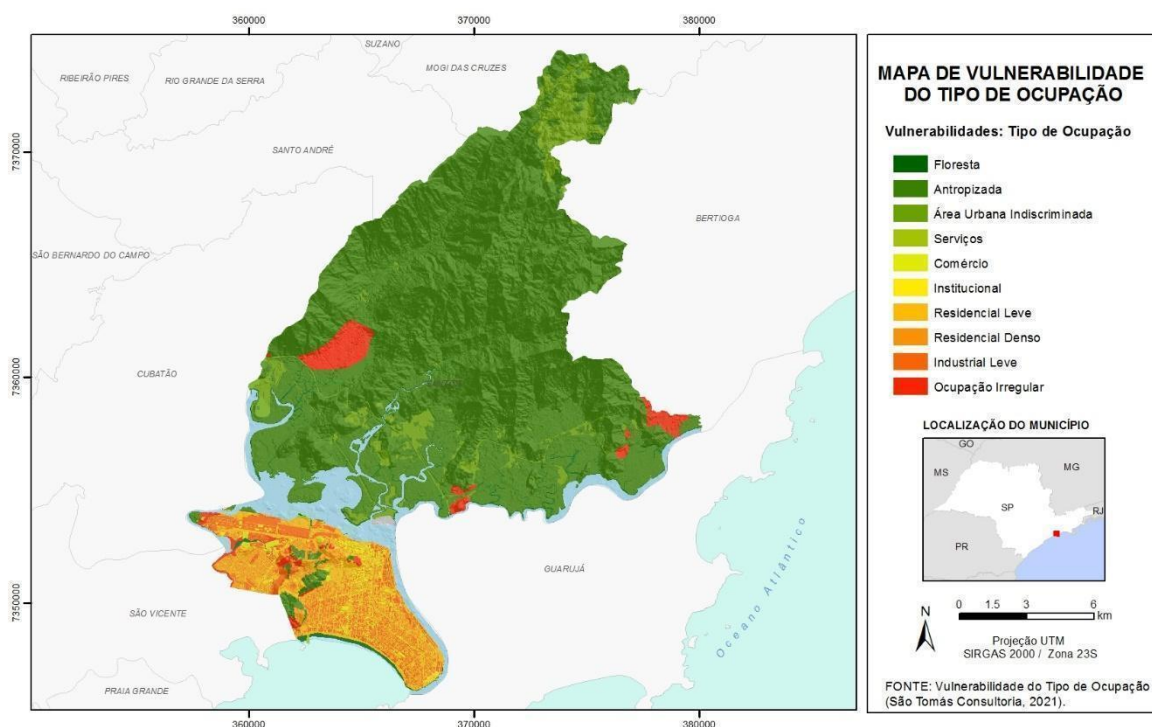 360000
370000
380000
SUZANO
MOGI DAS CRUZES
RIBEIRÃO PIRES
RIO GRANDE DA SERRA
SANTO ANDRÉ
BERTIOGA
SÃO BERNARDO DO CAMPO
CUBATÃO
GUARUJÁ
SÃO VICENTE
PRAIA GRANDE
Oceano Atlântico
7370000
7360000
7350000
7370000
7360000
7350000
360000
370000
380000
MAPA DE VULNERABILIDADE
DO TIPO DE OCUPAÇÃO
Vulnerabilidades: Tipo de Ocupação
Floresta
Antropizada
Área Urbana Indiscriminada
Serviços
Comércio
Institucional
Residencial Leve
Residencial Denso
Industrial Leve
Ocupação Irregular
LOCALIZAÇÃO DO MUNICÍPIO
GO
MS
MG
SP
RJ
PR
N
0 1.5 3 6
km
Projeção UTM
SIRGAS 2000 / Zona 23S
FONTE: Vulnerabilidade do Tipo de Ocupação
(São Tomás Consultoria, 2021).